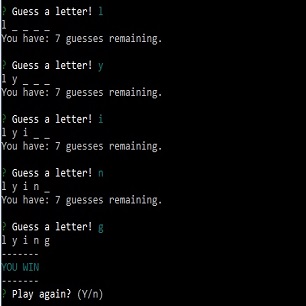 ? Guess a letter! l
l _ _ _ _
You have: 7 guesses remaining.
? Guess a letter! y
l y _ _ _
You have: 7 guesses remaining.
? Guess a letter! i
l y i _ _
You have: 7 guesses remaining.
? Guess a letter! n
l y i n _
You have: 7 guesses remaining.
? Guess a letter! g
l y i n g
-------
YOU WIN
-------
? Play again? (Y/n)